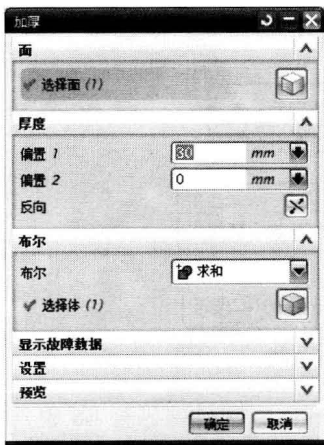 加厚
面
选择面 (1)
厚度
偏置 1 30 mm
偏置 2 0 mm
反向
布尔
布尔 求和
选择体 (1)
显示故障数据
设置
预览
确定 取消